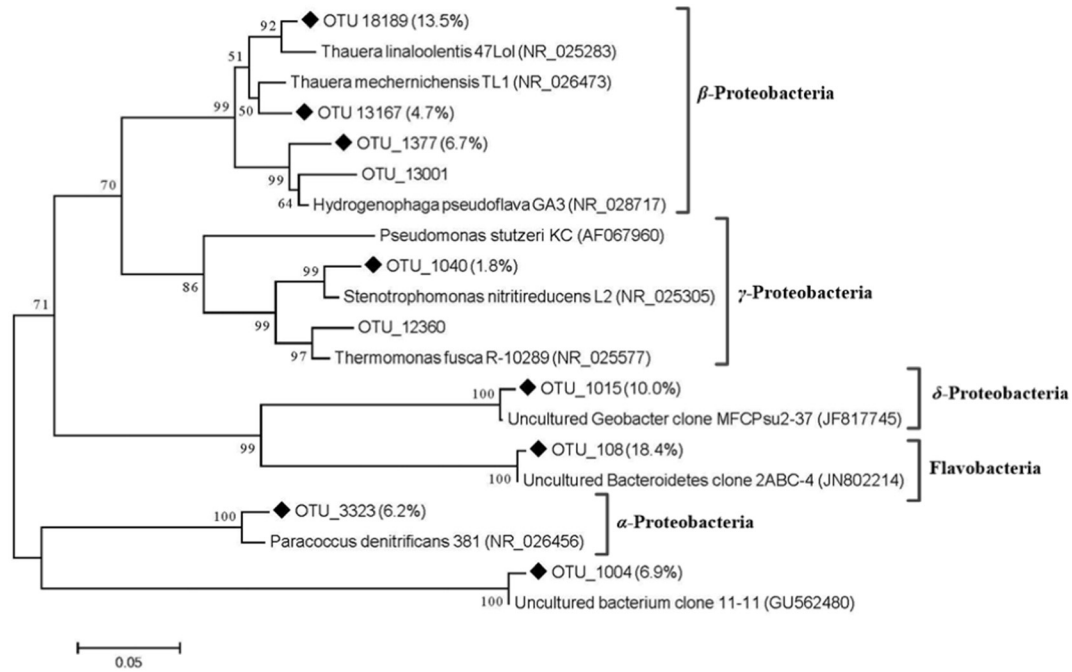 92
OTU 18189 (13.5%)
Thauera linaloolentis 47Lol (NR_025283)
51
Thauera mechernichensis TL1 (NR_026473)
99
50
OTU 13167 (4.7%)
β-Proteobacteria
OTU_1377 (6.7%)
99
OTU_13001
64
Hydrogenophaga pseudoflava GA3 (NR_028717)
70
Pseudomonas stutzeri KC (AF067960)
86
99
OTU_1040 (1.8%)
Stenotrophomonas nitritireducens L2 (NR_025305)
γ-Proteobacteria
99
OTU_12360
97
Thermomonas fusca R-10289 (NR_025577)
71
100
OTU_1015 (10.0%)
Uncultured Geobacter clone MFCPsu2-37 (JF817745)
δ-Proteobacteria
99
OTU_108 (18.4%)
100
Uncultured Bacteroidetes clone 2ABC-4 (JN802214)
Flavobacteria
100
OTU_3323 (6.2%)
Paracoccus denitrificans 381 (NR_026456)
α-Proteobacteria
OTU_1004 (6.9%)
100
Uncultured bacterium clone 11-11 (GU562480)
0.05